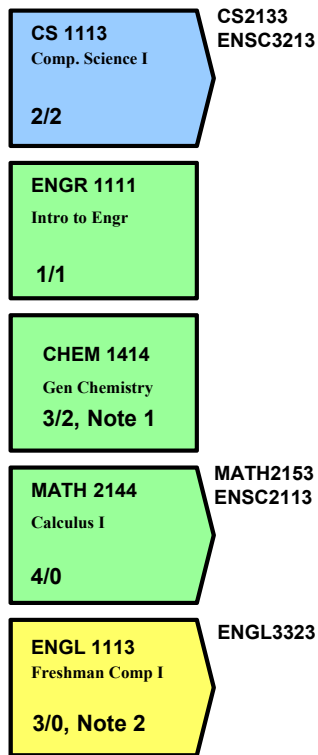 CS 1113
Comp. Science I
2/2
CS2133
ENSC3213
ENGR 1111
Intro to Engr
1/1
CHEM 1414
Gen Chemistry
3/2, Note 1
MATH 2144
Calculus I
4/0
MATH2153
ENSC2113
ENGL 1113
Freshman Comp I
3/0, Note 2
ENGL3323